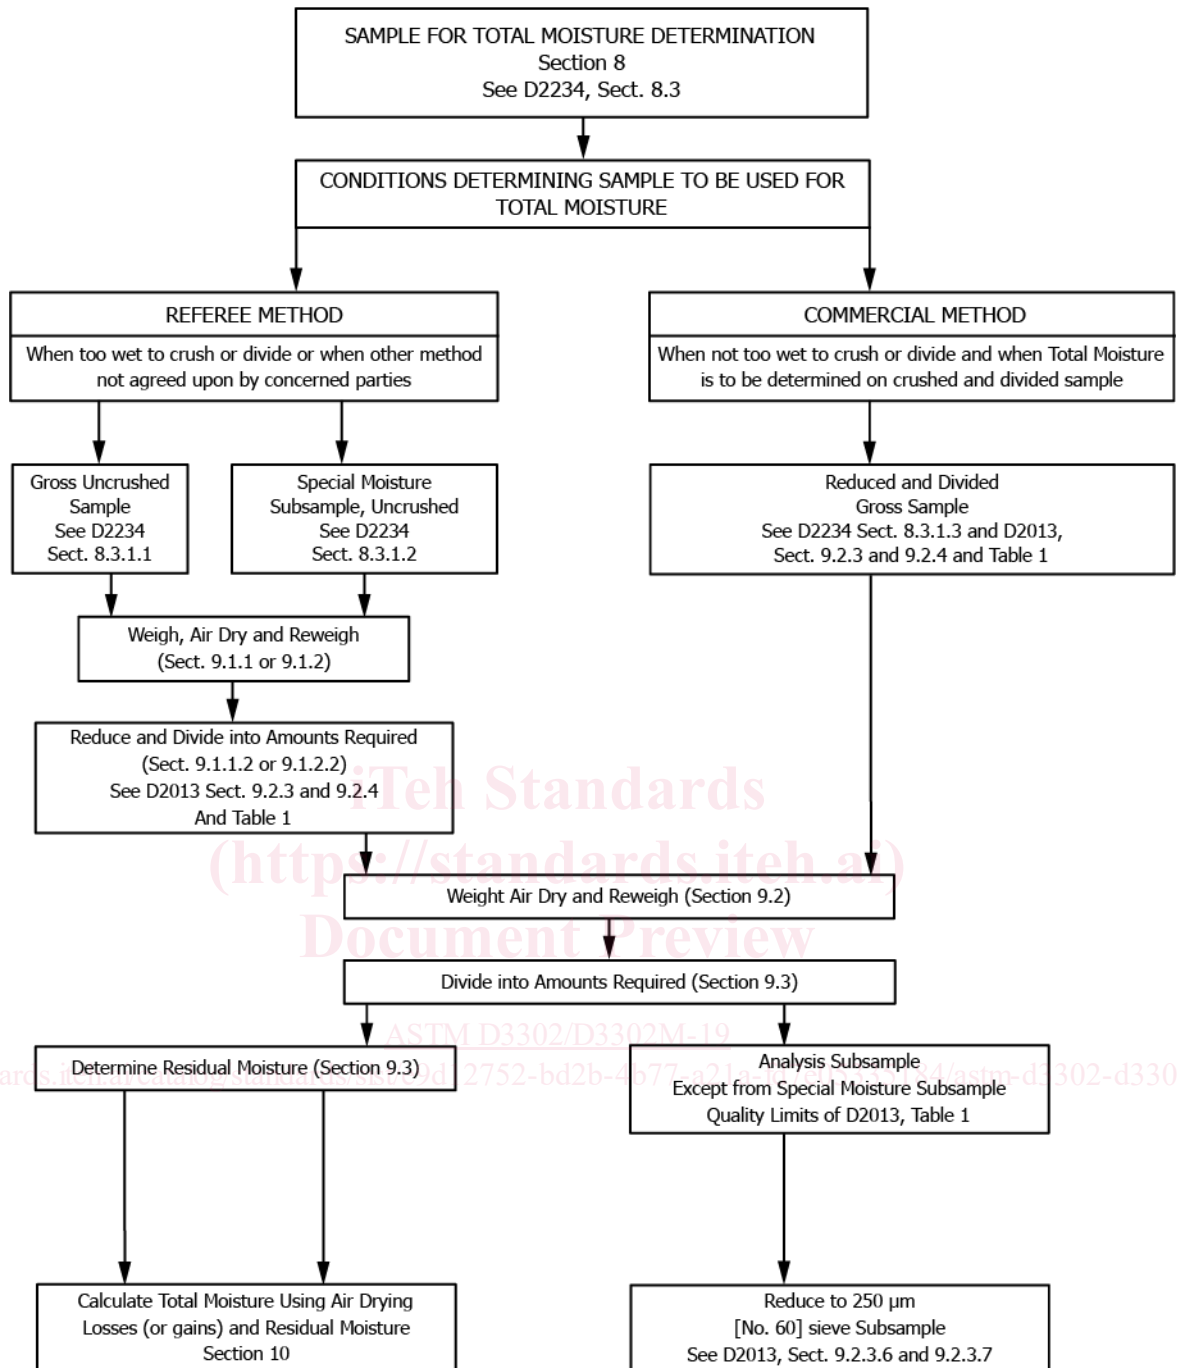 SAMPLE FOR TOTAL MOISTURE DETERMINATION
Section 8
See D2234, Sect. 8.3
CONDITIONS DETERMINING SAMPLE TO BE USED FOR
TOTAL MOISTURE
REFEREE METHOD
When too wet to crush or divide or when other method
not agreed upon by concerned parties
COMMERCIAL METHOD
When not too wet to crush or divide and when Total Moisture
is to be determined on crushed and divided sample
Gross Uncrushed
Sample
See D2234
Sect. 8.3.1.1
Special Moisture
Subsample, Uncrushed
See D2234
Sect. 8.3.1.2
Reduced and Divided
Gross Sample
See D2234 Sect. 8.3.1.3 and D2013,
Sect. 9.2.3 and 9.2.4 and Table 1
Weigh, Air Dry and Reweigh
(Sect. 9.1.1 or 9.1.2)
Reduce and Divide into Amounts Required
(Sect. 9.1.1.2 or 9.1.2.2)
See D2013 Sect. 9.2.3 and 9.2.4
And Table 1
iTeh Standards
(https://standards.iteh.ai)
Document Preview
Weight Air Dry and Reweigh (Section 9.2)
Divide into Amounts Required (Section 9.3)
ASTM D3302/D3302M-19
Determine Residual Moisture (Section 9.3)
Analysis Subsample
Except from Special Moisture Subsample
Quality Limits of D2013, Table 1
Calculate Total Moisture Using Air Drying
Losses (or gains) and Residual Moisture
Section 10
Reduce to 250 µm
[No. 60] sieve Subsample
See D2013, Sect. 9.2.3.6 and 9.2.3.7